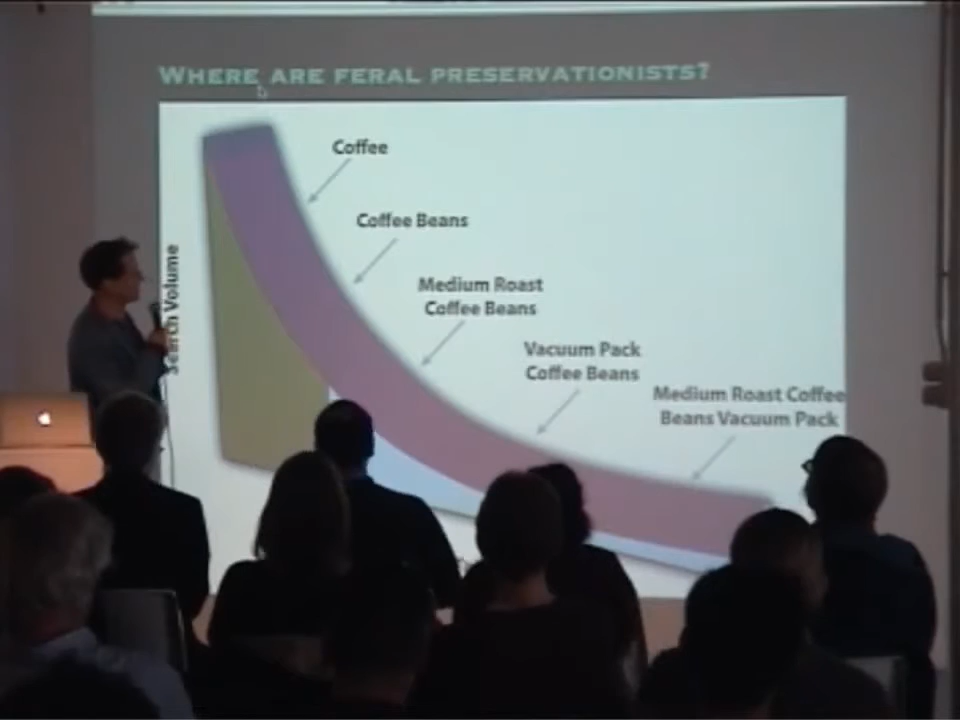 WHERE ARE FERAL PRESERVATIONISTS?
Coffee
Coffee Beans
Medium Roast
Coffee Beans
Vacuum Pack
Coffee Beans
Medium Roast Coffee
Beans Vacuum Pack
Search Volume